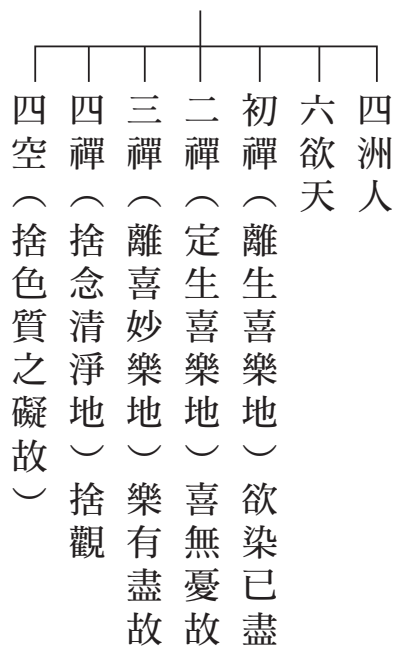 四洲人
六欲天
初禪（離生喜樂地）欲染已盡
二禪（定生喜樂地）喜無憂故
三禪（離喜妙樂地）樂有盡故
四禪（捨念清淨地）捨觀
四空（捨色質之礙故）